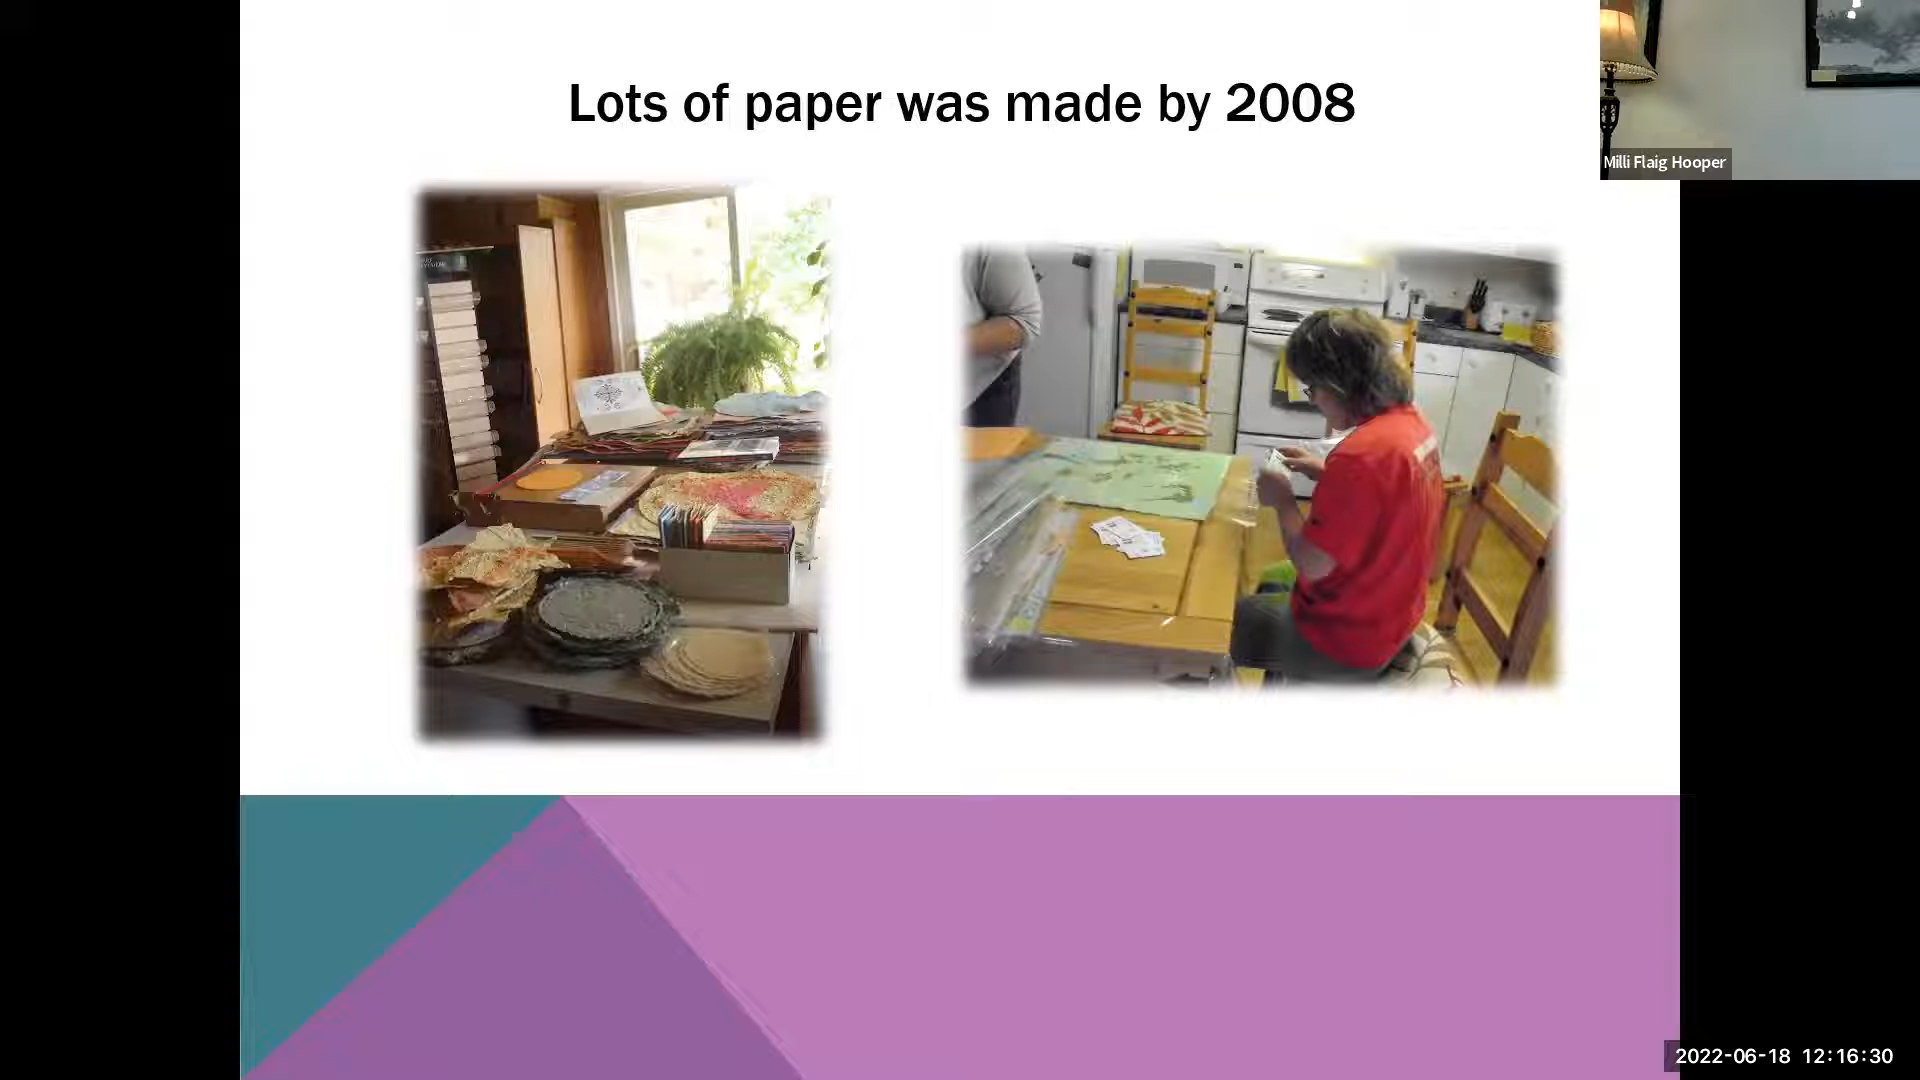 Lots of paper was made by 2008
Milli Flaig Hooper
2022-06-18 12:16:30